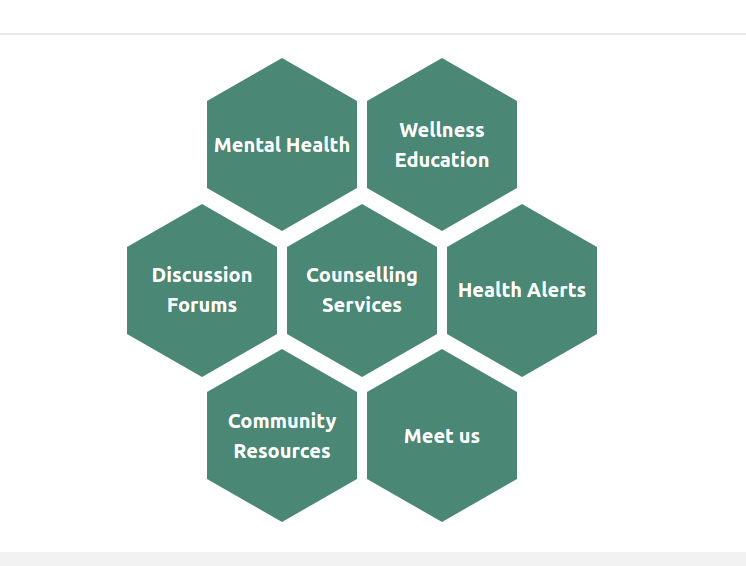 Mental Health
Wellness
Education
Discussion
Forums
Counselling
Services
Health Alerts
Community
Resources
Meet us